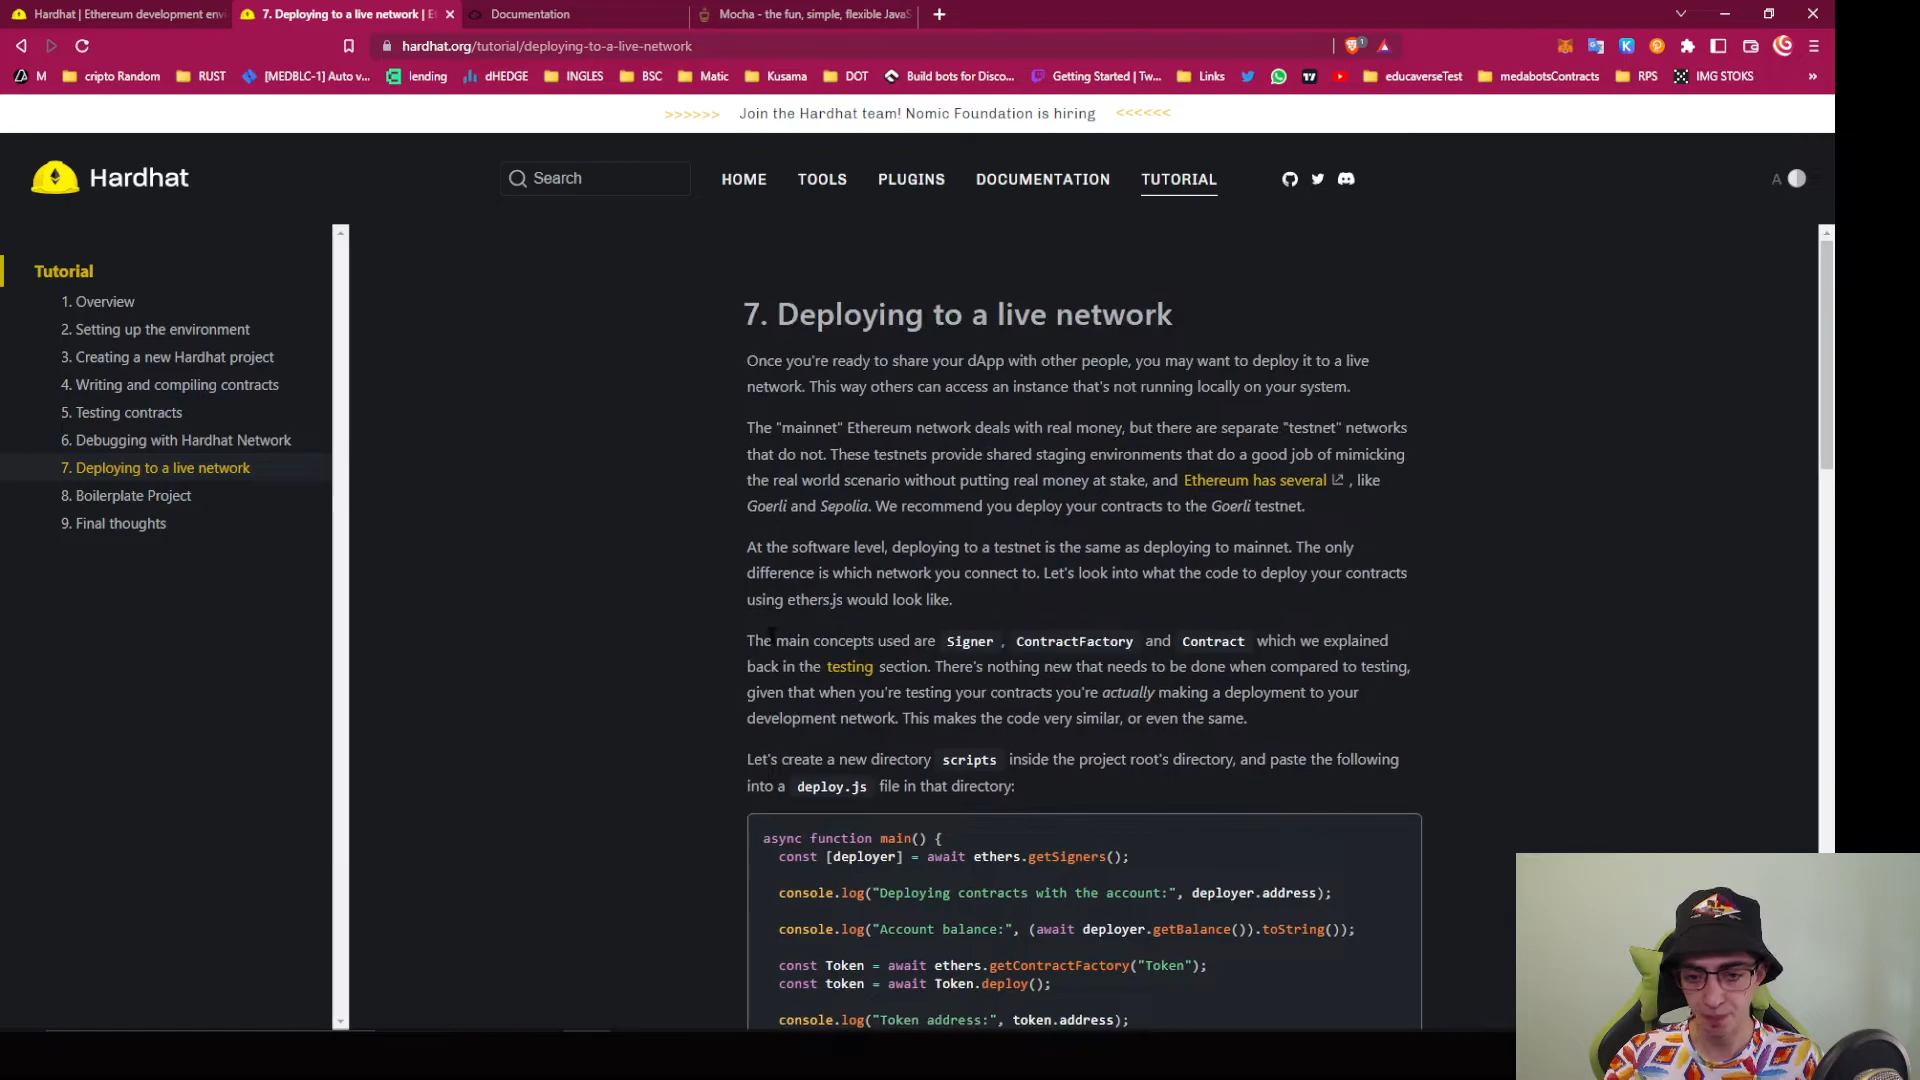 Hardhat | Ethereum development envi
7. Deploying to a live network | E
Documentation
Mocha - the fun, simple, flexible JavaS
hardhat.org/tutorial/deploying-to-a-live-network
M
cripto Random
RUST
[MEDBLC-1] Auto v...
lending
dHEDGE
INGLES
BSC
Matic
Kusama
DOT
Build bots for Disco...
Getting Started | Tw...
Links
educaverseTest
medabotsContracts
RPS
IMG STOKS
»
>>>>>> Join the Hardhat team! Nomic Foundation is hiring <<<<<<
Hardhat
Search
HOME
TOOLS
PLUGINS
DOCUMENTATION
TUTORIAL
A
Tutorial
1. Overview
2. Setting up the environment
3. Creating a new Hardhat project
4. Writing and compiling contracts
5. Testing contracts
6. Debugging with Hardhat Network
7. Deploying to a live network
8. Boilerplate Project
9. Final thoughts
7. Deploying to a live network
Once you're ready to share your dApp with other people, you may want to deploy it to a live
network. This way others can access an instance that's not running locally on your system.
The "mainnet" Ethereum network deals with real money, but there are separate "testnet" networks
that do not. These testnets provide shared staging environments that do a good job of mimicking
the real world scenario without putting real money at stake, and Ethereum has several , like
Goerli and Sepolia. We recommend you deploy your contracts to the Goerli testnet.
At the software level, deploying to a testnet is the same as deploying to mainnet. The only
difference is which network you connect to. Let's look into what the code to deploy your contracts
using ethers.js would look like.
The main concepts used are Signer , ContractFactory and Contract which we explained
back in the testing section. There's nothing new that needs to be done when compared to testing,
given that when you're testing your contracts you're actually making a deployment to your
development network. This makes the code very similar, or even the same.
Let's create a new directory scripts inside the project root's directory, and paste the following
into a deploy.js file in that directory:
async function main() {
const [deployer] = await ethers.getSigners();
console.log("Deploying contracts with the account:", deployer.address);
console.log("Account balance:", (await deployer.getBalance()).toString());
const Token = await ethers.getContractFactory("Token");
const token = await Token.deploy();
console.log("Token address:", token.address);